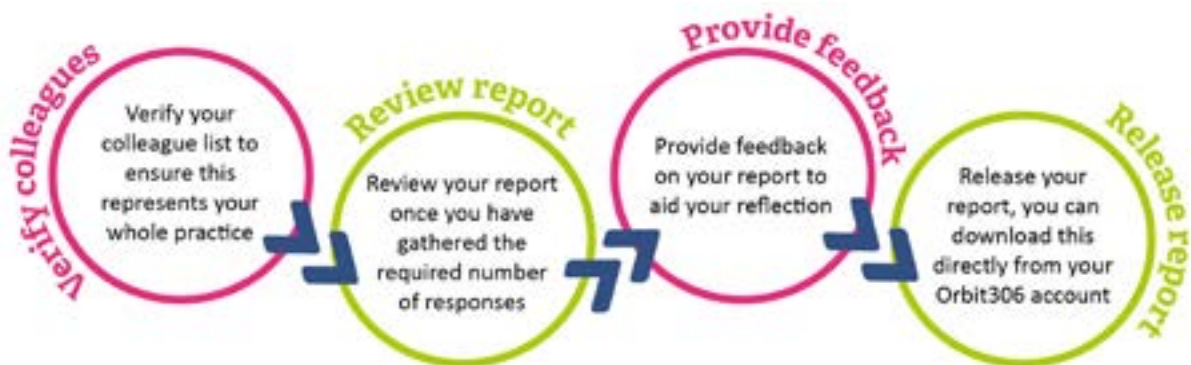 Verify colleagues
Verify your
colleague list to
ensure this
represents your
whole practice
Review report
Review your report
once you have
gathered the
required number
of responses
Provide feedback
Provide feedback
on your report to
aid your reflection
Release report
Release your
report, you can
download this
directly from your
Orbit306 account